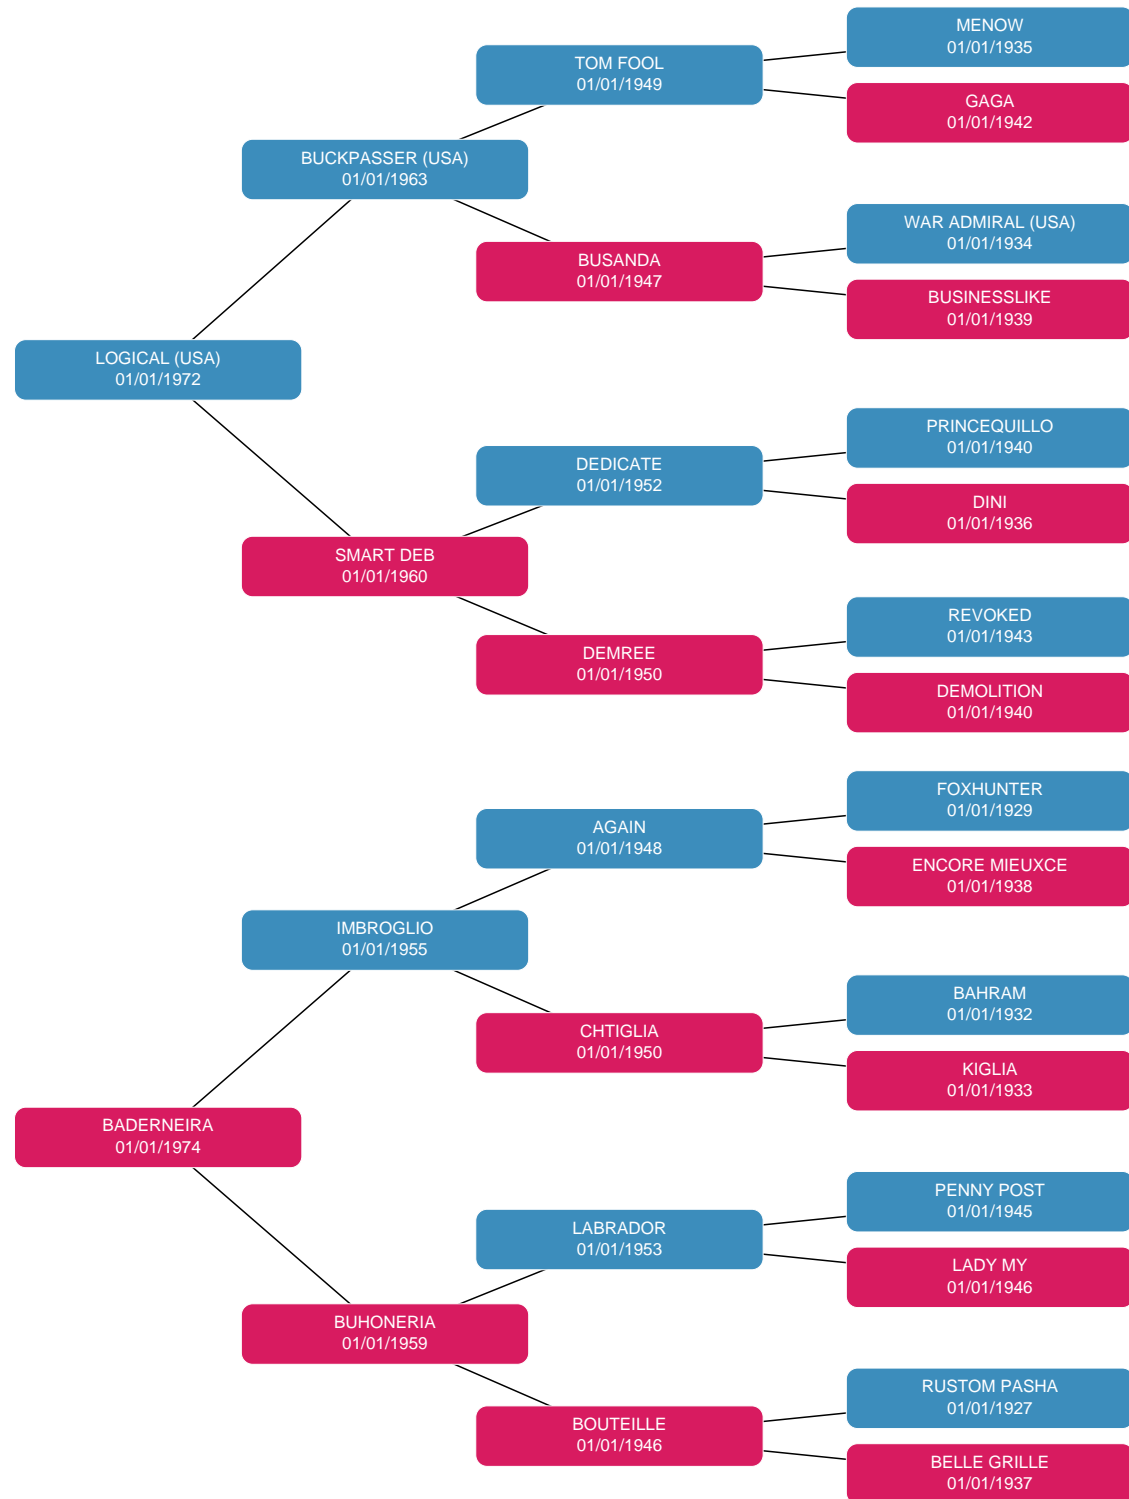 MENOW
01/01/1935
TOM FOOL
01/01/1949
GAGA
01/01/1942
BUCKPASSER (USA)
01/01/1963
WAR ADMIRAL (USA)
01/01/1934
BUSANDA
01/01/1947
BUSINESSLIKE
01/01/1939
LOGICAL (USA)
01/01/1972
PRINCEQUILLO
01/01/1940
DEDICATE
01/01/1952
DINI
01/01/1936
SMART DEB
01/01/1960
REVOKED
01/01/1943
DEMREE
01/01/1950
DEMOLITION
01/01/1940
FOXHUNTER
01/01/1929
AGAIN
01/01/1948
ENCORE MIEUXCE
01/01/1938
IMBROGLIO
01/01/1955
BAHRAM
01/01/1932
CHTIGLIA
01/01/1950
KIGLIA
01/01/1933
BADERNEIRA
01/01/1974
PENNY POST
01/01/1945
LABRADOR
01/01/1953
LADY MY
01/01/1946
BUHONERIA
01/01/1959
RUSTOM PASHA
01/01/1927
BOUTEILLE
01/01/1946
BELLE GRILLE
01/01/1937